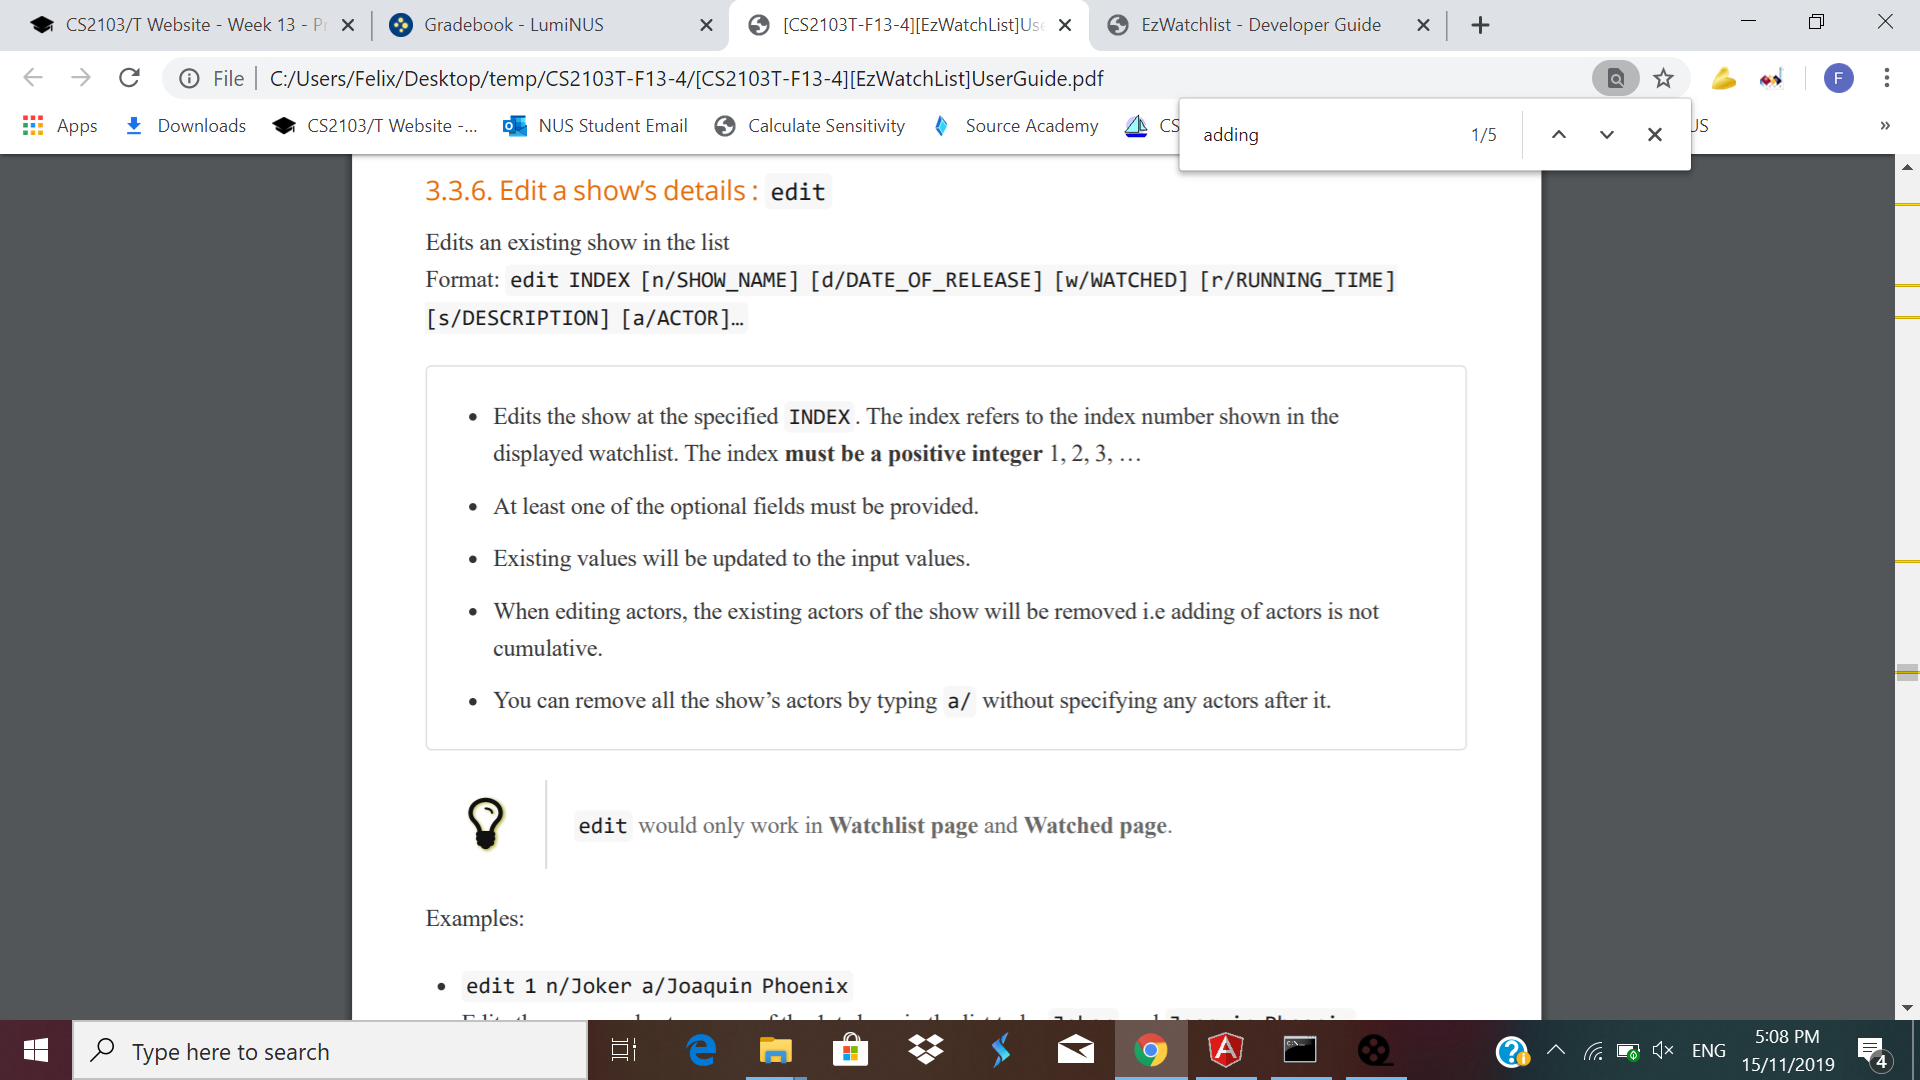 CS2103/T Website - Week 13 - Pr
Gradebook - LumiNUS
[CS2103T-F13-4][EzWatchList]Use
EzWatchlist - Developer Guide
File
C:/Users/Felix/Desktop/temp/CS2103T-F13-4/[CS2103T-F13-4][EzWatchList]UserGuide.pdf
F
Apps
Downloads
CS2103/T Website -...
NUS Student Email
Calculate Sensitivity
Source Academy
CS
US
»
adding
1/5
3.3.6. Edit a show’s details : edit
Edits an existing show in the list
Format: edit INDEX [n/SHOW_NAME] [d/DATE_OF_RELEASE] [w/WATCHED] [r/RUNNING_TIME]
[s/DESCRIPTION] [a/ACTOR]…
• Edits the show at the specified INDEX. The index refers to the index number shown in the
displayed watchlist. The index must be a positive integer 1, 2, 3, …
• At least one of the optional fields must be provided.
• Existing values will be updated to the input values.
• When editing actors, the existing actors of the show will be removed i.e adding of actors is not
cumulative.
• You can remove all the show’s actors by typing a/ without specifying any actors after it.
edit would only work in Watchlist page and Watched page.
Examples:
• edit 1 n/Joker a/Joaquin Phoenix
Type here to search
ENG
5:08 PM
15/11/2019
4